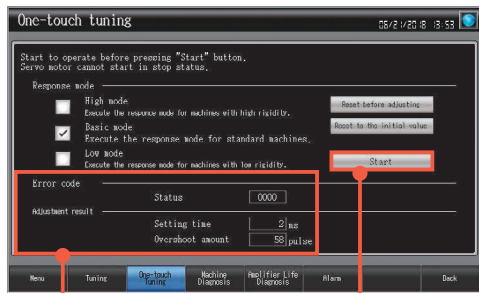 One-touch tuning
06/21/2018 13:53
Start to operate before pressing "Start" button.
Servo motor cannot start in stop status.
Response mode
High mode
Execute the response mode for machines with high rigidity.
Reset before adjusting
Basic mode
Execute the response mode for standard machines.
Reset to the initial value
Low mode
Execute the response mode for machines with low rigidity.
Start
Error code
Status 0000
Adjustment result
Setting time 2 ms
Overshoot amount 58 pulse
Menu Tuning One-touch Tuning Machine Diagnosis Amplifier Life Diagnosis Alarm Back